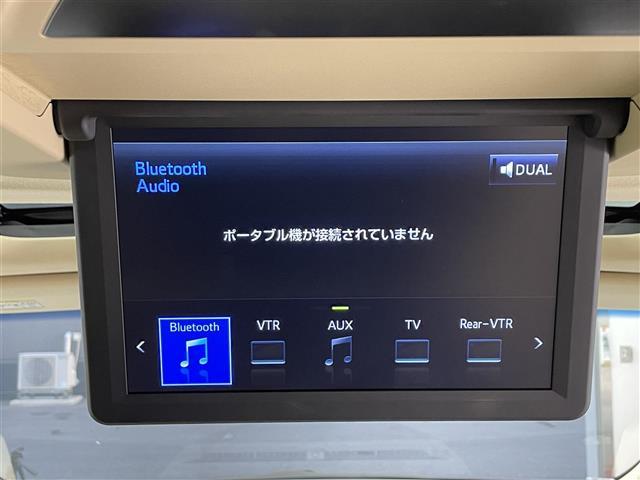 Bluetooth
Audio
DUAL
ポータブル機が接続されていません
Bluetooth
VTR
AUX
TV
Rear-VTR